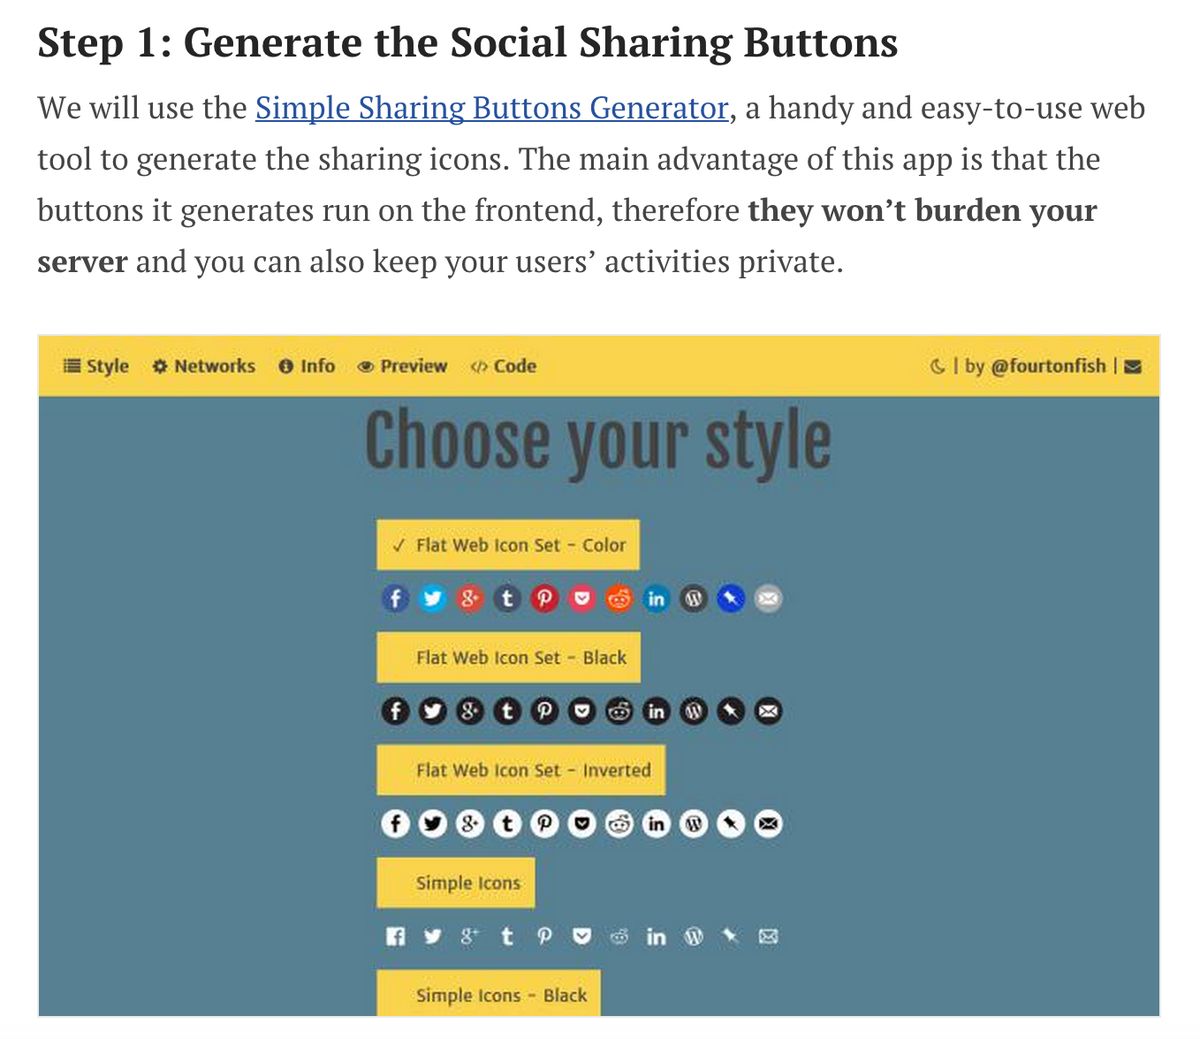 Step 1: Generate the Social Sharing Buttons
We will use the Simple Sharing Buttons Generator, a handy and easy-to-use web
tool to generate the sharing icons. The main advantage of this app is that the
buttons it generates run on the frontend, therefore they won’t burden your
server and you can also keep your users’ activities private.
Style Networks Info Preview </> Code | by @fourtonfish |
Choose your style
✓ Flat Web Icon Set - Color
Flat Web Icon Set - Black
Flat Web Icon Set - Inverted
Simple Icons
Simple Icons - Black